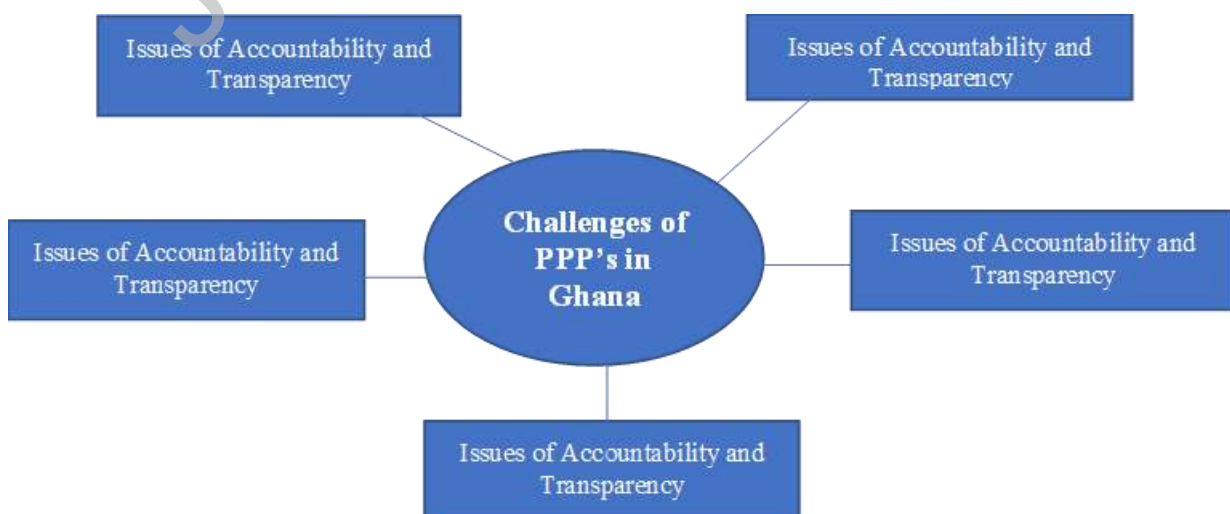 Issues of Accountability and
Transparency
Issues of Accountability and
Transparency
Challenges of
PPP's in
Ghana
Issues of Accountability and
Transparency
Issues of Accountability and
Transparency
Issues of Accountability and
Transparency